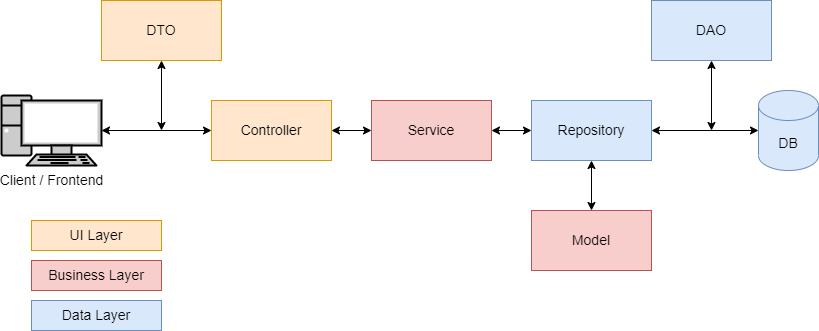 DTO
DAO
Controller
Service
Repository
DB
Client / Frontend
Model
UI Layer
Business Layer
Data Layer